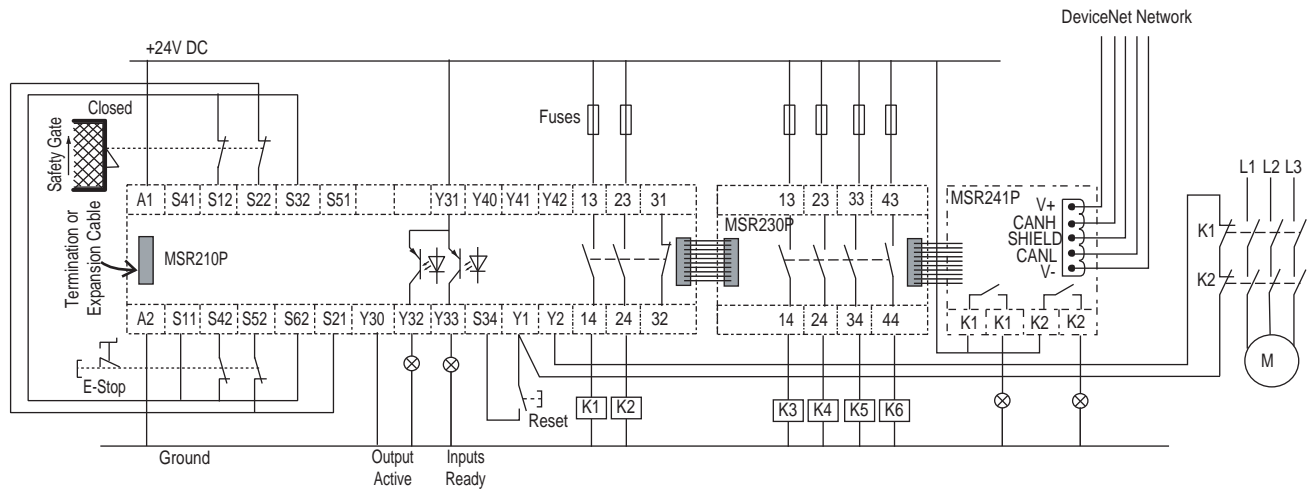 DeviceNet Network
+24V DC
Closed
Safety Gate
Fuses
L1 L2 L3
A1 S41 S12 S22 S32 S51 Y31 Y40 Y41 Y42 13 23 31
13 23 33 43
MSR241P
V+
CANH
SHIELD
CANL
V-
MSR230P
K1
K2
Termination or
Expansion Cable
MSR210P
A2 S11 S42 S52 S62 S21 Y30 Y32 Y33 S34 Y1 Y2 14 24 32
14 24 34 44
K1 K1 K2 K2
M
E-Stop
Reset
K1 K2
K3 K4 K5 K6
Ground
Output
Active
Inputs
Ready